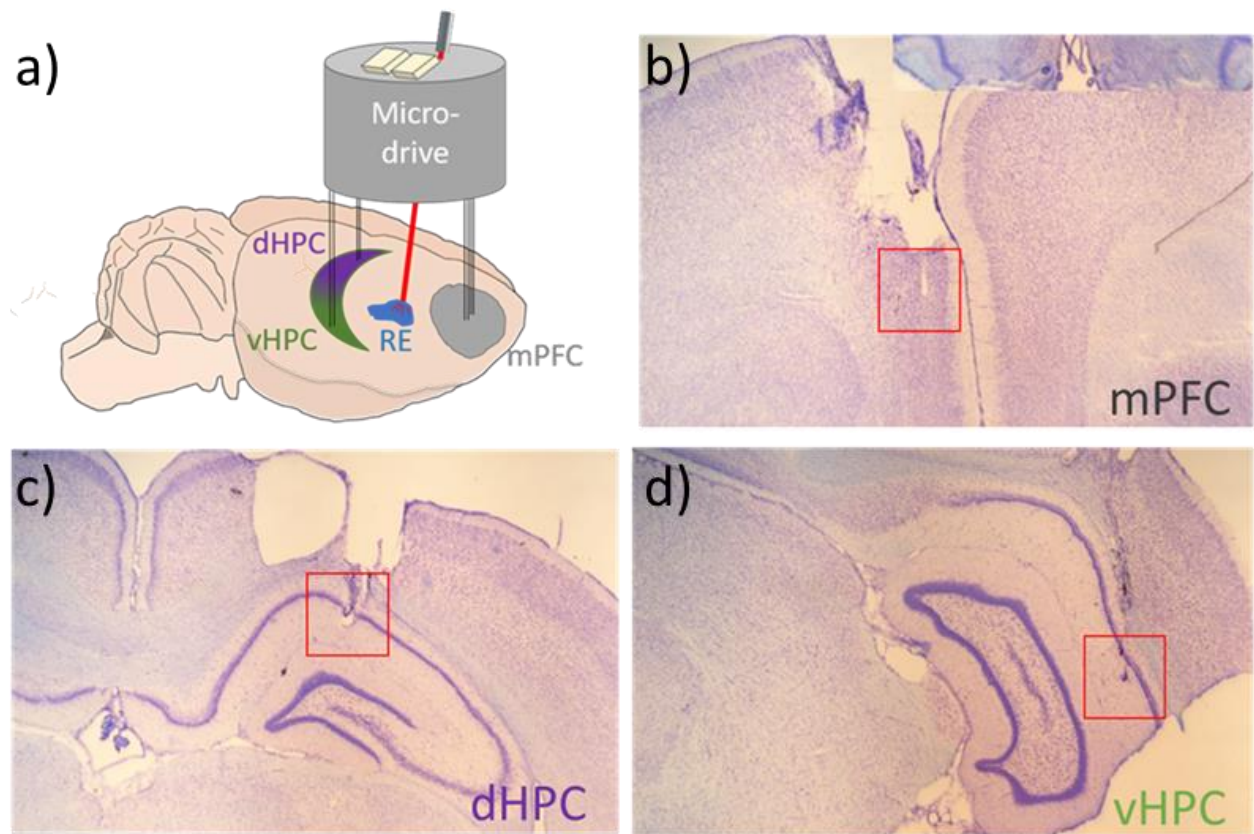 a)
Micro-
drive
dHPC
vHPC
RE
mPFC
b)
mPFC
c)
dHPC
d)
vHPC